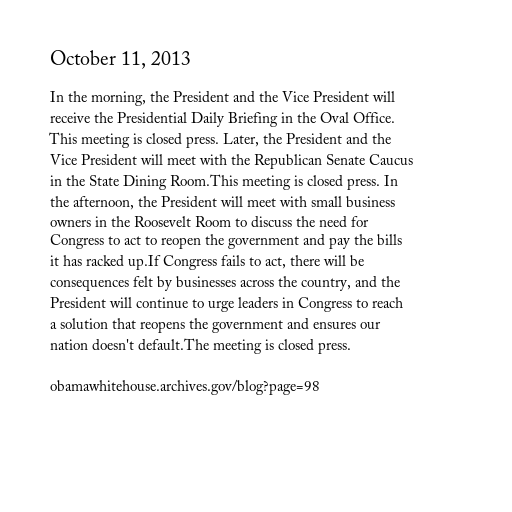 October 11, 2013
In the morning, the President and the Vice President will
receive the Presidential Daily Briefing in the Oval Office.
This meeting is closed press. Later, the President and the
Vice President will meet with the Republican Senate Caucus
in the State Dining Room.This meeting is closed press. In
the afternoon, the President will meet with small business
owners in the Roosevelt Room to discuss the need for
Congress to act to reopen the government and pay the bills
it has racked up.If Congress fails to act, there will be
consequences felt by businesses across the country, and the
President will continue to urge leaders in Congress to reach
a solution that reopens the government and ensures our
nation doesn't default.The meeting is closed press.
obamawhitehouse.archives.gov/blog?page=98